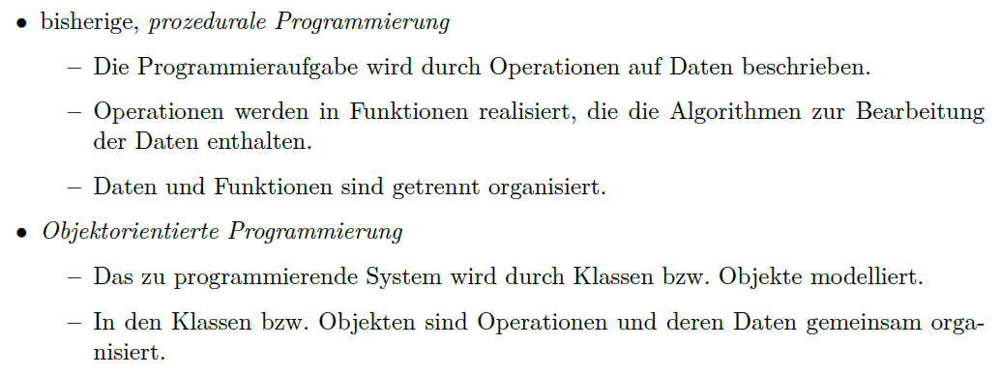 • bisherige, prozedurale Programmierung
– Die Programmieraufgabe wird durch Operationen auf Daten beschrieben.
– Operationen werden in Funktionen realisiert, die die Algorithmen zur Bearbeitung
der Daten enthalten.
– Daten und Funktionen sind getrennt organisiert.
• Objektorientierte Programmierung
– Das zu programmierende System wird durch Klassen bzw. Objekte modelliert.
– In den Klassen bzw. Objekten sind Operationen und deren Daten gemeinsam orga-
nisiert.